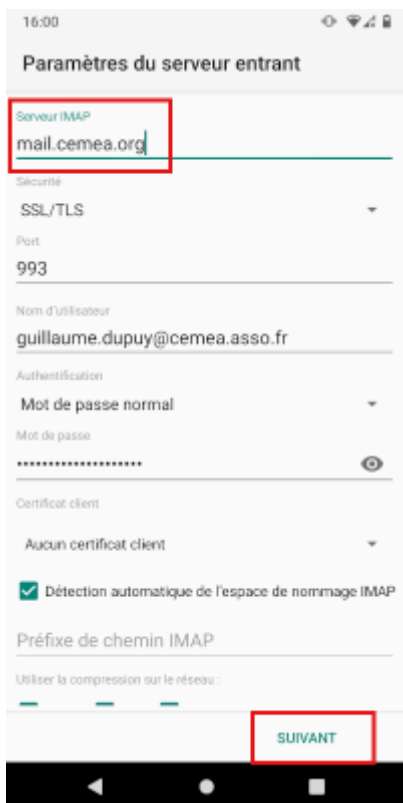 16:00
Paramètres du serveur entrant
Serveur IMAP
mail.cemea.org
Sécurité
SSL/TLS
Port
993
Nom d'utilisateur
guillaume.dupuy@cemea.asso.fr
Authentification
Mot de passe normal
Mot de passe
••••••••••••••••••••
Certificat client
Aucun certificat client
Détection automatique de l'espace de nommage IMAP
Préfixe de chemin IMAP
Utiliser la compression sur le réseau :
SUIVANT